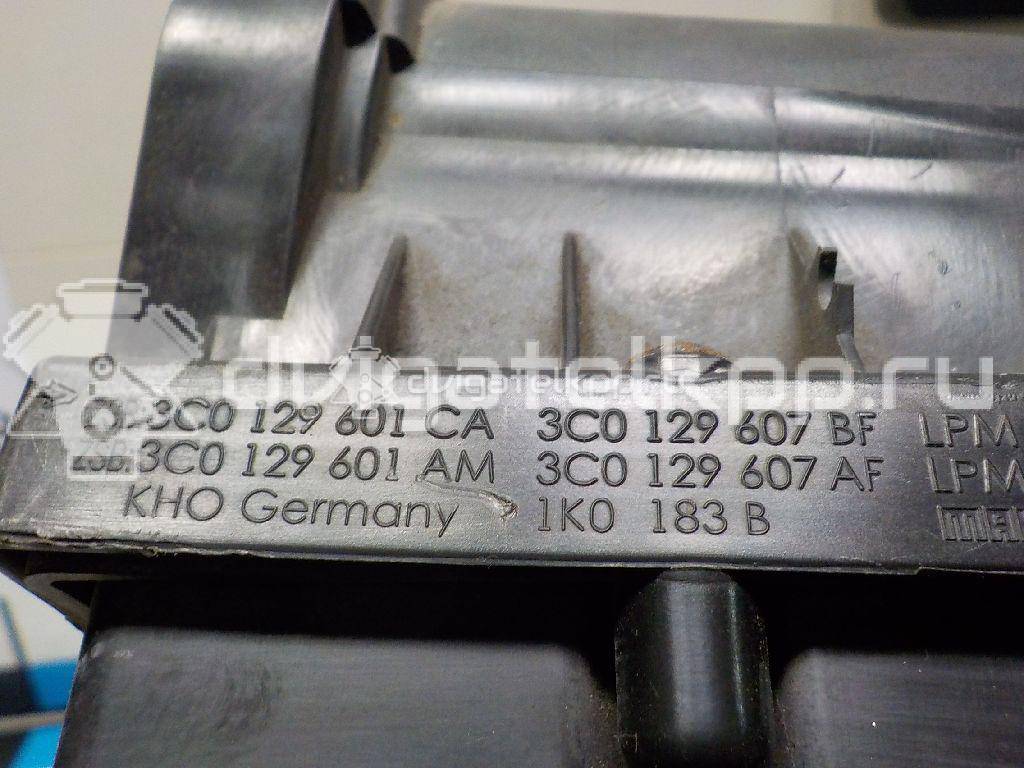 3C0 129 601 CA 3C0 129 607 BF LPM
ZSB. 3C0 129 601 AM 3C0 129 607 AF LPM
KHO Germany 1K0 183 B
dvigatelkpp.ru